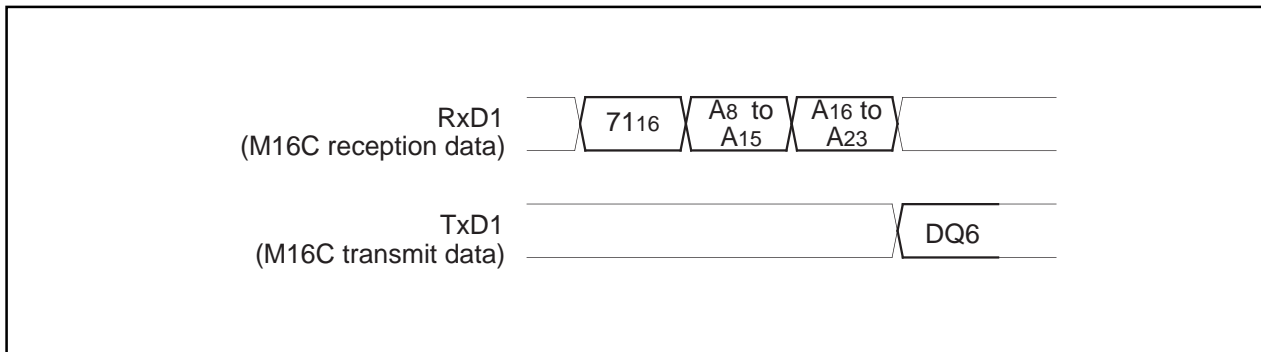 RxD1
(M16C reception data)
7116
A8 to
A15
A16 to
A23
TxD1
(M16C transmit data)
DQ6